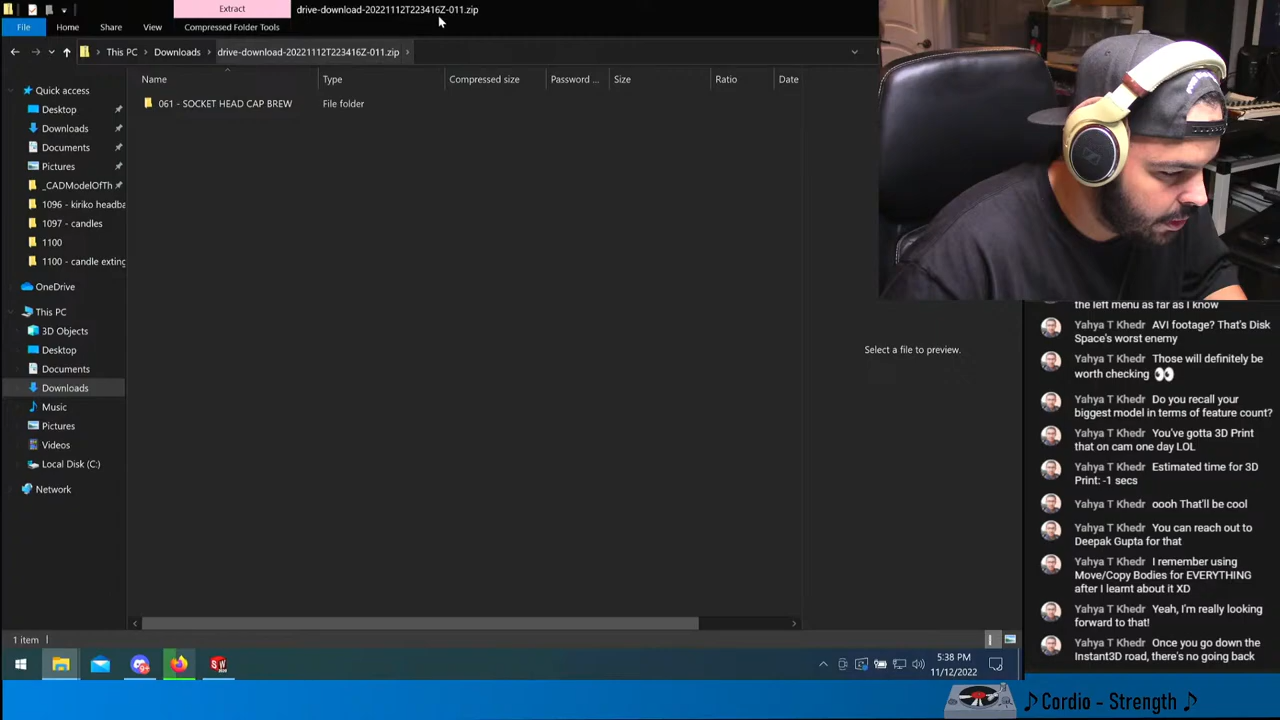 Extract
drive-download-20221112T223416Z-011.zip
File
Home
Share
View
Compressed Folder Tools
This PC
Downloads
drive-download-20221112T223416Z-011.zip
Name
Type
Compressed size
Password ...
Size
Ratio
Date
061 - SOCKET HEAD CAP BREW
File folder
Quick access
Desktop
Downloads
Documents
Pictures
_CADModelOfTh
1096 - kiriko headba
1097 - candles
1100
1100 - candle exting
OneDrive
This PC
3D Objects
Desktop
Documents
Downloads
Music
Pictures
Videos
Local Disk (C:)
Network
Select a file to preview.
1 item
the left menu as far as I know
Yahya T Khedr AVI footage? That's Disk
Space's worst enemy
Yahya T Khedr Those will definitely be
worth checking 👀
Yahya T Khedr Do you recall your
biggest model in terms of feature count?
Yahya T Khedr You've gotta 3D Print
that on cam one day LOL
Yahya T Khedr Estimated time for 3D
Print: -1 secs
Yahya T Khedr oooh That'll be cool
Yahya T Khedr You can reach out to
Deepak Gupta for that
Yahya T Khedr I remember using
Move/Copy Bodies for EVERYTHING
after I learnt about it XD
Yahya T Khedr Yeah, I'm really looking
forward to that!
Yahya T Khedr Once you go down the
Instant3D road, there's no going back
5:38 PM
11/12/2022
♪ Cordio - Strength ♪